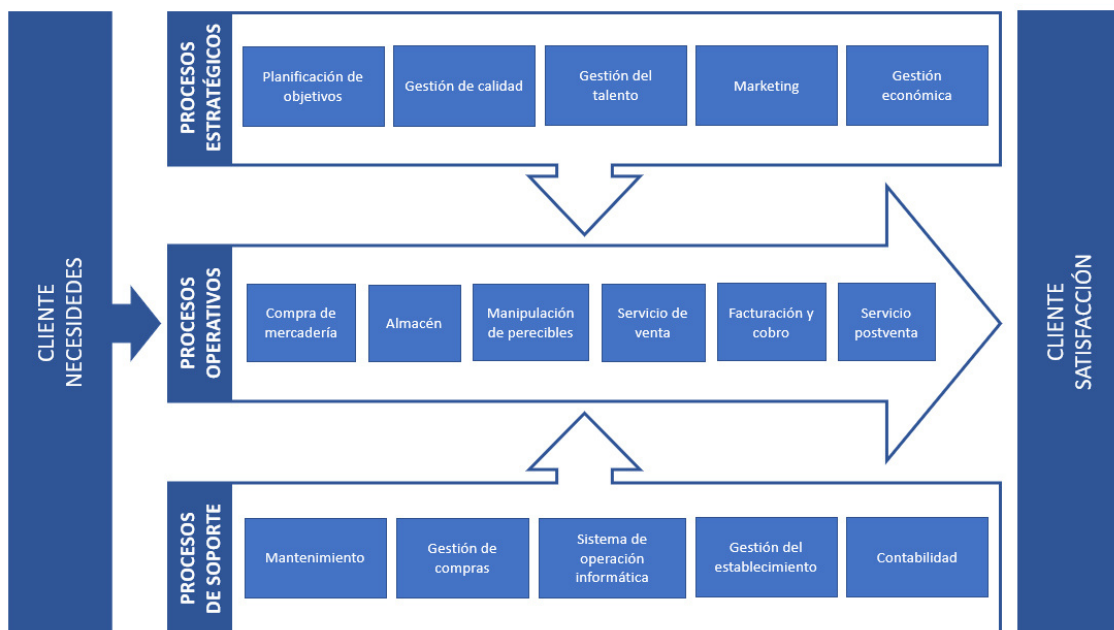 CLIENTE
NECESIDEDES
PROCESOS
ESTRATÉGICOS
Planificación de
objetivos
Gestión de calidad
Gestión del
talento
Marketing
Gestión
económica
PROCESOS
OPERATIVOS
Compra de
mercadería
Almacén
Manipulación
de perecibles
Servicio de
venta
Facturación y
cobro
Servicio
postventa
PROCESOS
DE SOPORTE
Mantenimiento
Gestión de
compras
Sistema de
operación
informática
Gestión del
establecimiento
Contabilidad
CLIENTE
SATISFACCIÓN